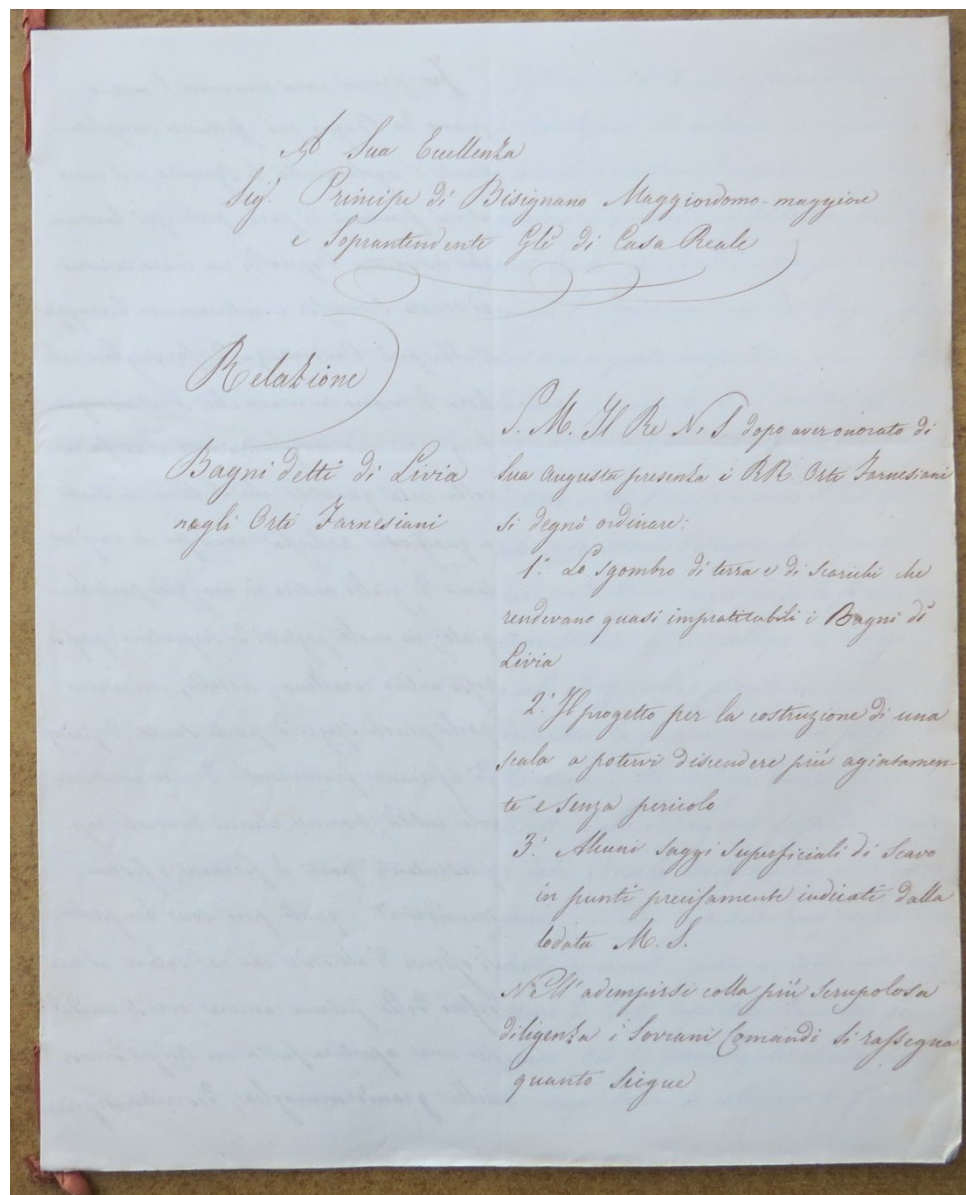 A Sua Eccellenza
Sig.r Principe di Bisignano Maggiordomo-maggiore
e Soprantendente Gle di Casa Reale
Relazione
Bagni detti di Livia
negli Orti Farnesiani
S. M. Il Re N. S. dopo aver onorato di
Sua Augusta presenza i RR. Orti Farnesiani
si degnò ordinare:
1.° Lo sgombro di terra e di scarichi che
rendevano quasi impraticabili i Bagni di
Livia
2.° Il progetto per la costruzione di una
scala a potervi discendere più agiatamen-
te e senza pericolo
3.° Alcuni saggi superficiali di scavo
in punti precisamente indicati dalla
lodata M. S.
Nell'adempirsi colla più scrupolosa
diligenza i Sovrani Comandi si rassegna
quanto siegue